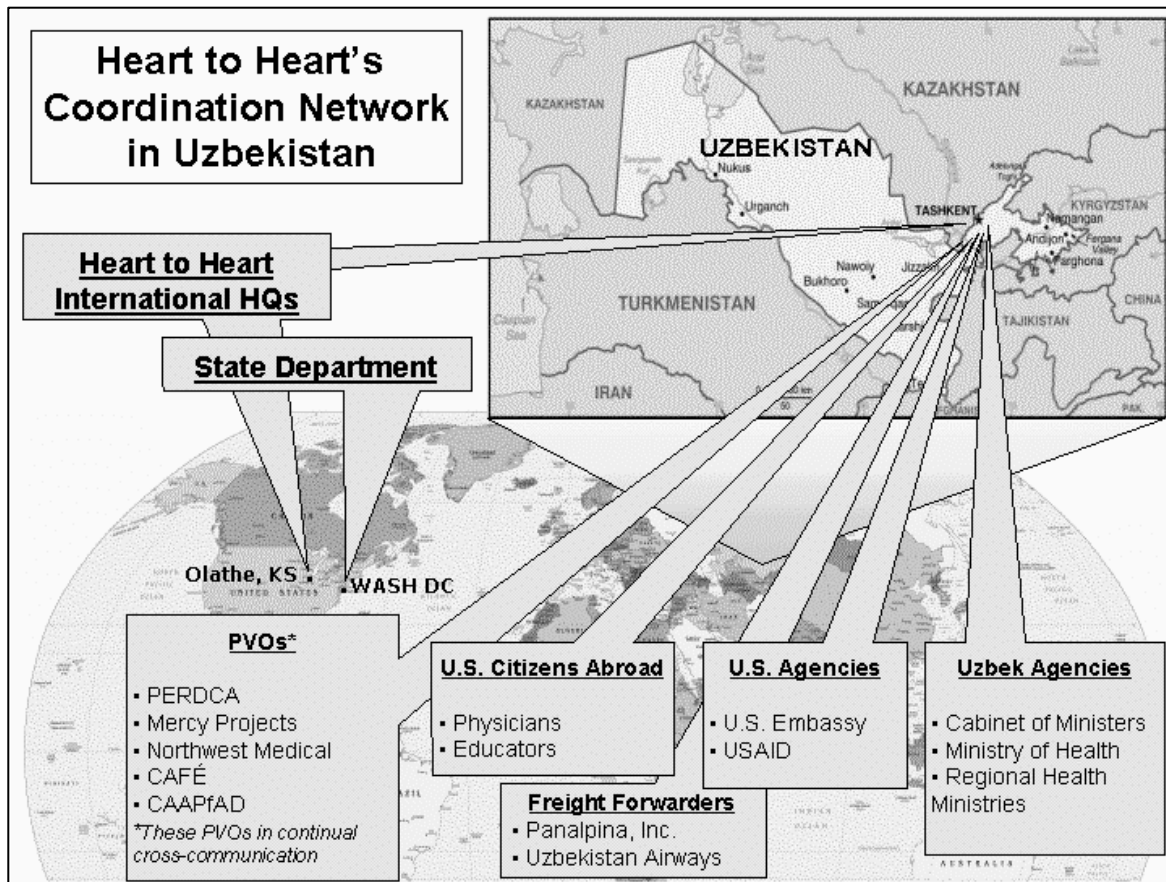 Heart to Heart's
Coordination Network
in Uzbekistan
KAZAKHSTAN
KAZAKHSTAN
UZBEKISTAN
Nukus
Urganch
TASHKENT
KYRGYZSTAN
Namangan
Andijon
Farghona
Fergana
Valley
Nawoiy
Bukhoro
TURKMENISTAN
Caspian
Sea
TAJIKISTAN
CHINA
IRAN
PAK.
50
Heart to Heart
International HQs
State Department
Olathe, KS
WASH DC
UNITED STATES
PVOs*
▪ PERDCA
▪ Mercy Projects
▪ Northwest Medical
▪ CAFÉ
▪ CAAPfAD
*These PVOs in continual
cross-communication
U.S. Citizens Abroad
▪ Physicians
▪ Educators
Freight Forwarders
▪ Panalpina, Inc.
▪ Uzbekistan Airways
U.S. Agencies
▪ U.S. Embassy
▪ USAID
Uzbek Agencies
▪ Cabinet of Ministers
▪ Ministry of Health
▪ Regional Health
Ministries
AUSTRALIA